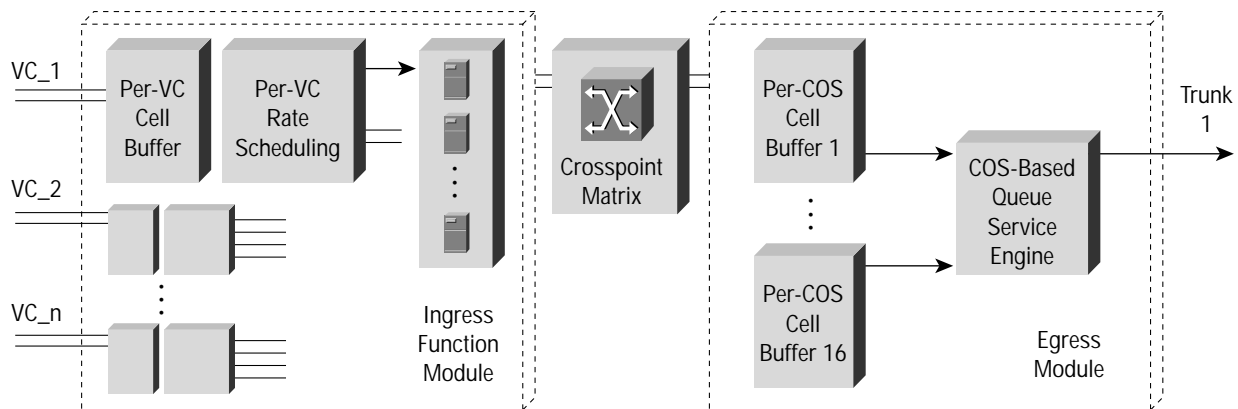 VC_1
Per-VC
Cell
Buffer
Per-VC
Rate
Scheduling
VC_2
VC_n
Ingress
Function
Module
Crosspoint
Matrix
Per-COS
Cell
Buffer 1
Per-COS
Cell
Buffer 16
COS-Based
Queue
Service
Engine
Egress
Module
Trunk
1